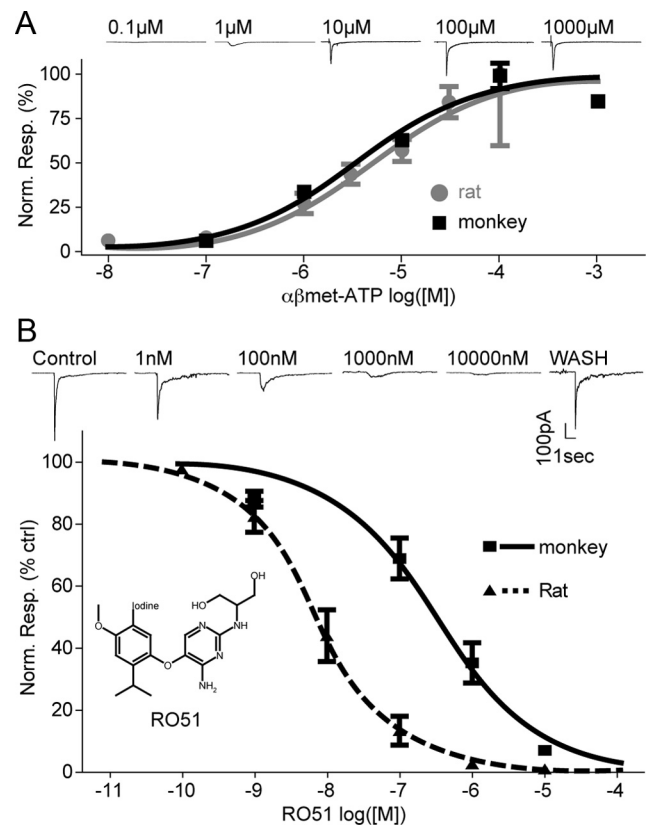 A
0.1μM 1μM 10μM 100μM 1000μM
Norm. Resp. (%)
100
75
50
25
0
rat
monkey
-8 -7 -6 -5 -4 -3
αβmet-ATP log([M])
B
Control 1nM 100nM 1000nM 10000nM WASH
100pA
1sec
Norm. Resp. (% ctrl)
100
80
60
40
20
0
monkey
Rat
OH
HO
Iodine
O
N
NH
N
O
NH2
RO51
-11 -10 -9 -8 -7 -6 -5 -4
RO51 log([M])